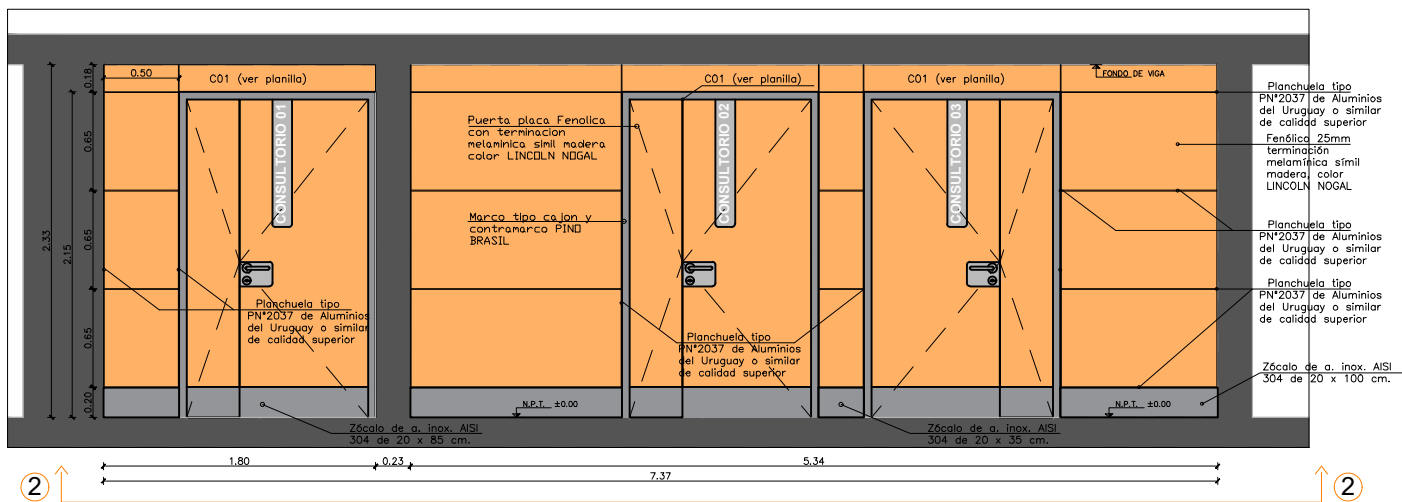 0.50
C01 (ver planilla)
C01 (ver planilla)
C01 (ver planilla)
FONDO DE VIGA
0.18
0.65
0.65
0.65
0.20
2.33
2.15
CONSULTORIO 01
CONSULTORIO 02
CONSULTORIO 03
Puerta placa Fenolica
con terminacion
melaminica simil madera
color LINCOLN NOGAL
Marco tipo cajon y
contramarco PINO
BRASIL
Planchuela tipo
PN°2037 de Aluminios
del Uruguay o similar
de calidad superior
Planchuela tipo
PN°2037 de Aluminios
del Uruguay o similar
de calidad superior
Planchuela tipo
PN°2037 de Aluminios
del Uruguay o similar
de calidad superior
Fenólico 25mm
terminación
melamínica símil
madera, color
LINCOLN NOGAL
Planchuela tipo
PN°2037 de Aluminios
del Uruguay o similar
de calidad superior
Planchuela tipo
PN°2037 de Aluminios
del Uruguay o similar
de calidad superior
Zócalo de a. inox. AISI
304 de 20 x 100 cm.
N.P.T. ±0.00
N.P.T. ±0.00
Zócalo de a. inox. AISI
304 de 20 x 85 cm.
Zócalo de a. inox. AISI
304 de 20 x 35 cm.
1.80
0.23
5.34
7.37
2
2